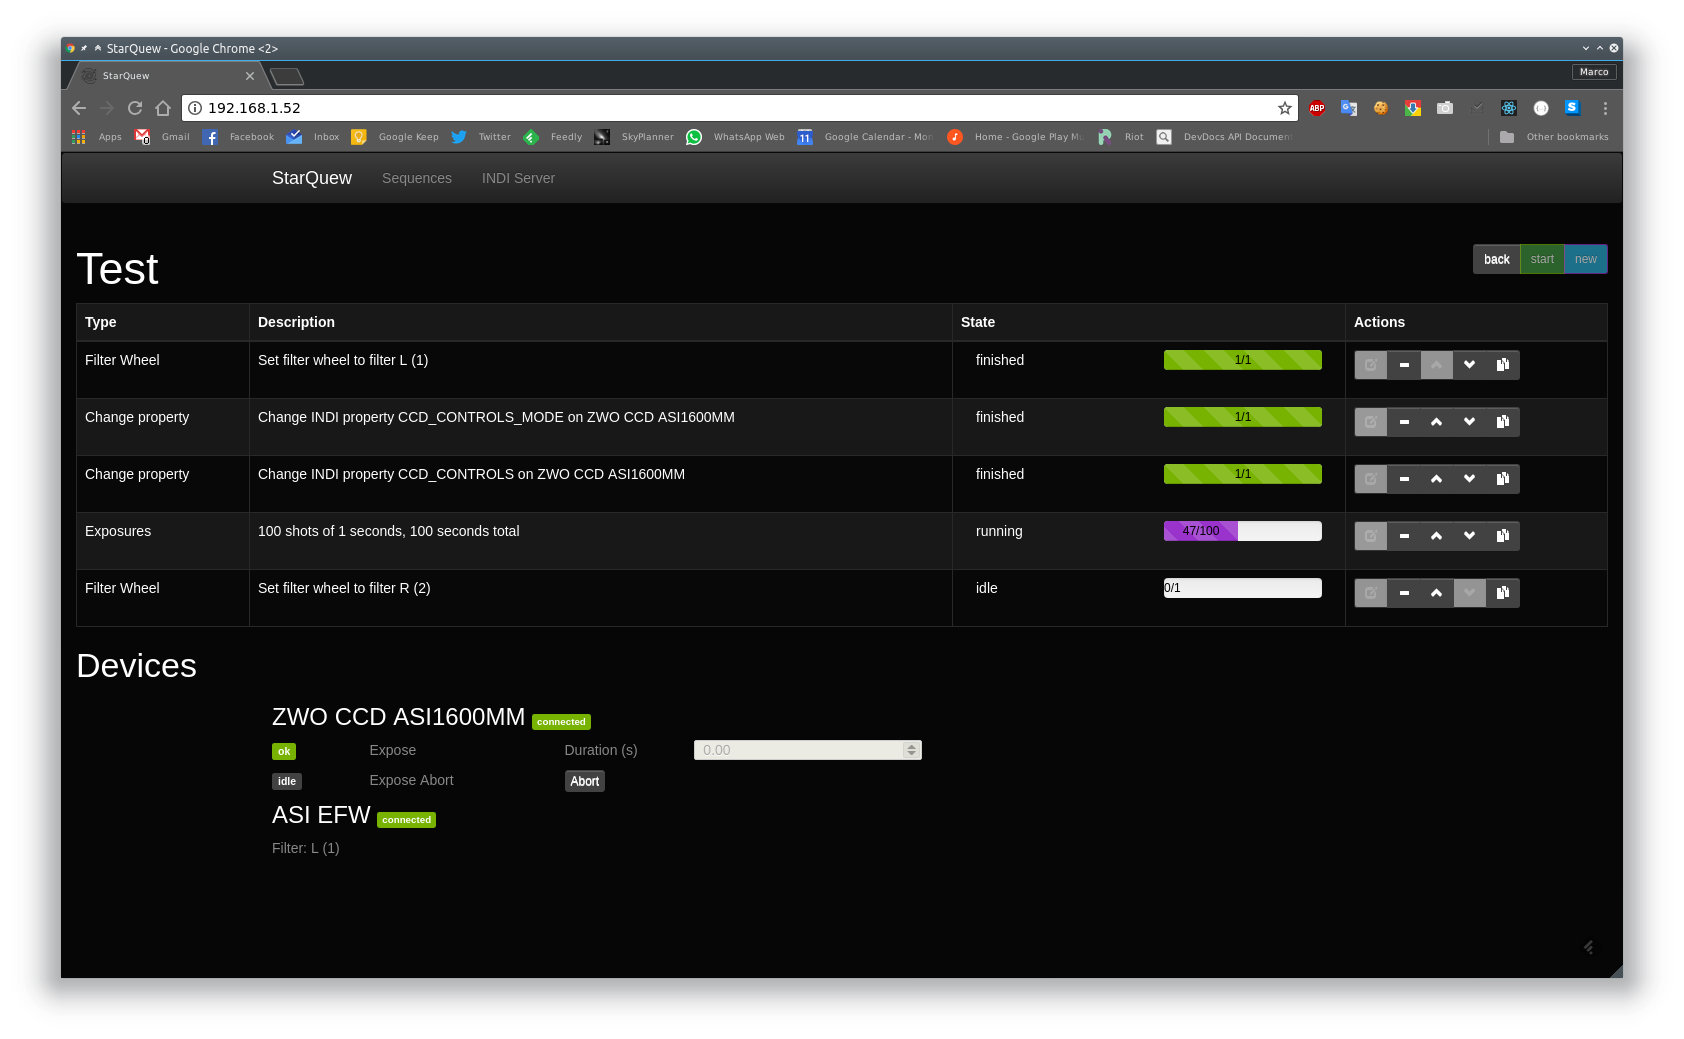 StarQuew - Google Chrome <2>
StarQuew
Marco
192.168.1.52
ABP
Apps Gmail Facebook Inbox Google Keep Twitter Feedly SkyPlanner WhatsApp Web 11 Google Calendar - Mon Home - Google Play Mu Riot DevDocs API Document Other bookmarks
StarQuew Sequences INDI Server
Test
back start new
Type Description State Actions
Filter Wheel Set filter wheel to filter L (1) finished 1/1
Change property Change INDI property CCD_CONTROLS_MODE on ZWO CCD ASI1600MM finished 1/1
Change property Change INDI property CCD_CONTROLS on ZWO CCD ASI1600MM finished 1/1
Exposures 100 shots of 1 seconds, 100 seconds total running 47/100
Filter Wheel Set filter wheel to filter R (2) idle 0/1
Devices
ZWO CCD ASI1600MM connected
ok Expose Duration (s) 0.00
idle Expose Abort Abort
ASI EFW connected
Filter: L (1)